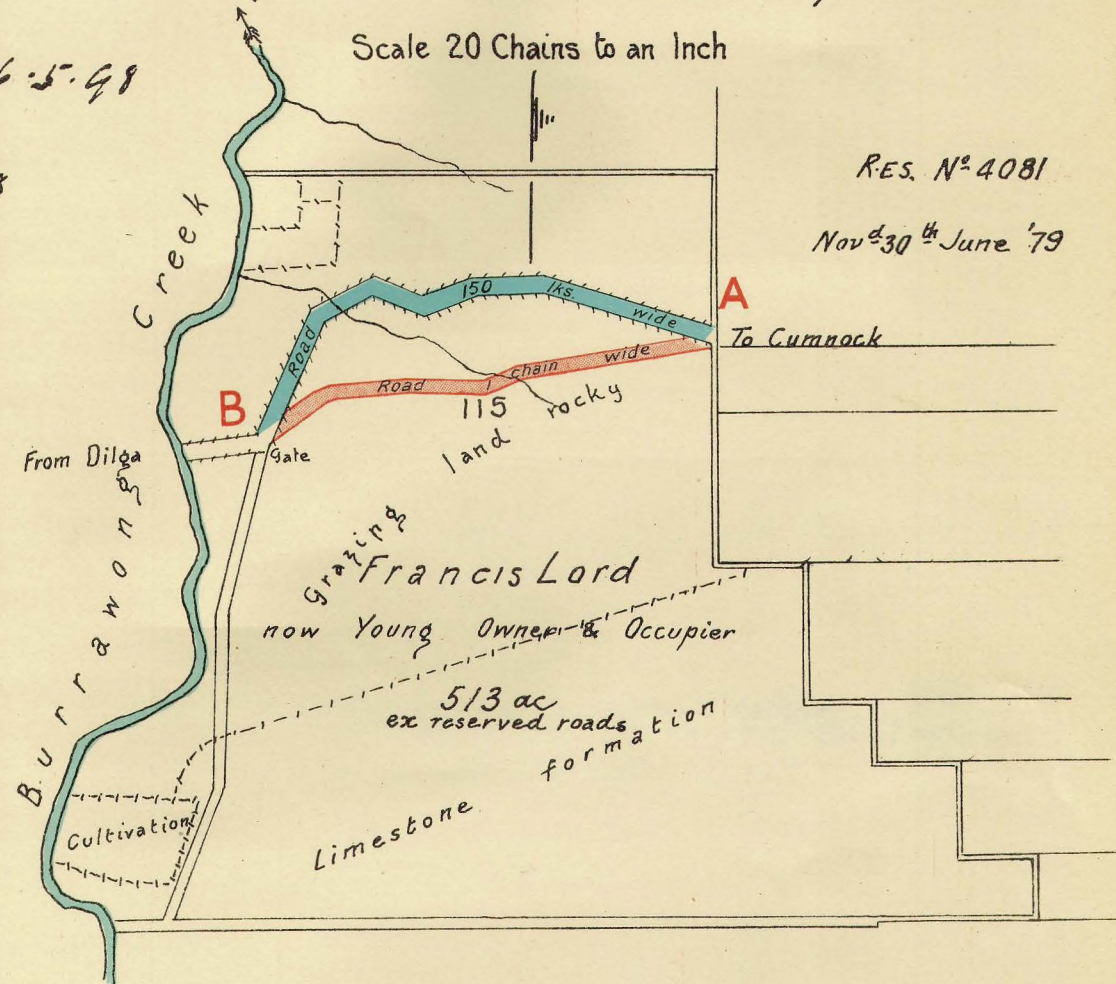 Scale 20 Chains to an Inch
6.5.98
RES. Nº 4081
Novd 30th June '79
Creek
150 lks. wide
Road
A
To Cumnock
Road 1 chain wide
B
115
rocky
land
From Dilga
Gate
Burrawong
Grazing
Francis Lord
now Young Owner & Occupier
513 ac
ex reserved roads
formation
Limestone
Cultivation